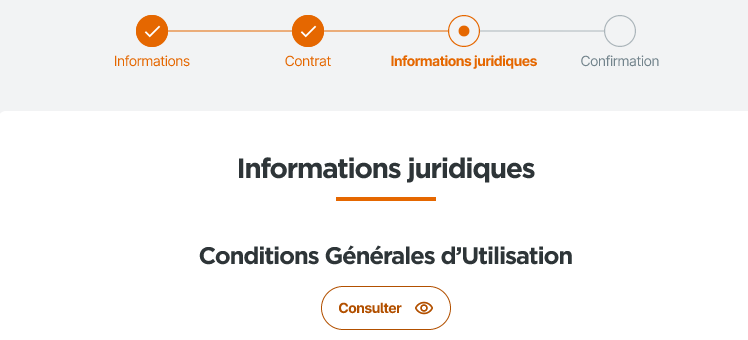 Informations
Contrat
Informations juridiques
Confirmation
Informations juridiques
Conditions Générales d’Utilisation
Consulter